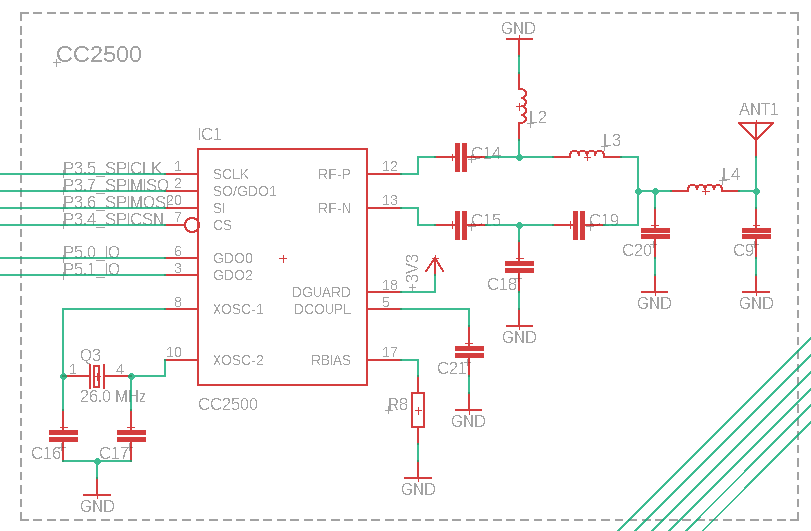 GND
CC2500
ANT1
L2
IC1
L3
C14
P3.5_SPICLK 1 SCLK RF-P 12
L4
P3.7_SPIMISO 2 SO/GDO1
P3.6_SPIMOSI 20 SI RF-N 13
P3.4_SPICSN 7 CS
C15 C19
P5.0_IO 6 GDO0
C20 C9
P5.1_IO 3 GDO2
+3V3
C18
DGUARD 18
8 XOSC-1 DCOUPL 5
GND GND
GND
10 XOSC-2 RBIAS 17
Q3
1 4
C21
26.0 MHz
CC2500 R8
GND
C16 C17
GND
GND